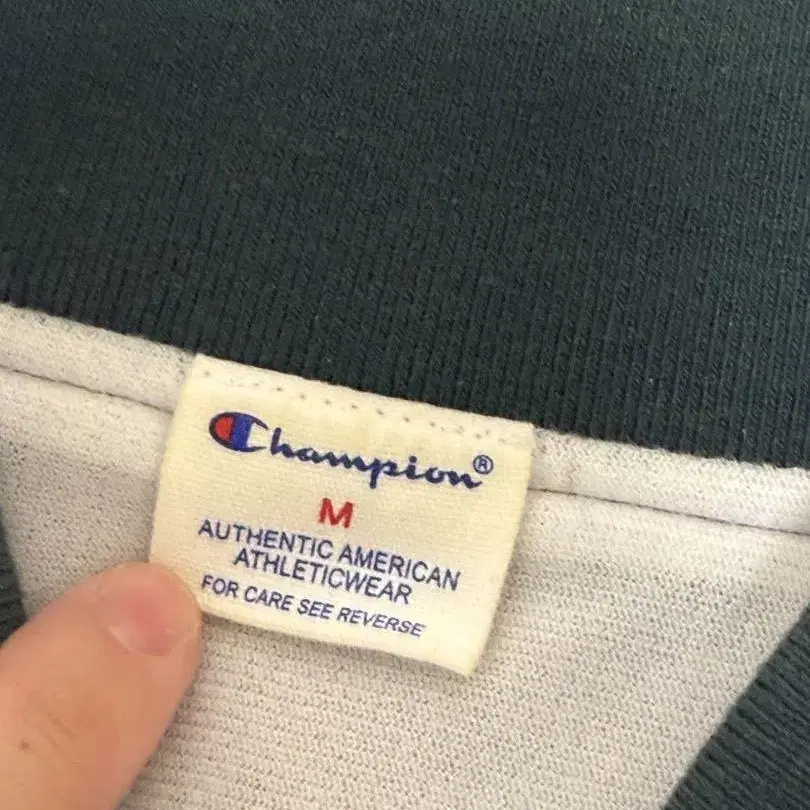 Champion®
M
AUTHENTIC AMERICAN
ATHLETICWEAR
FOR CARE SEE REVERSE